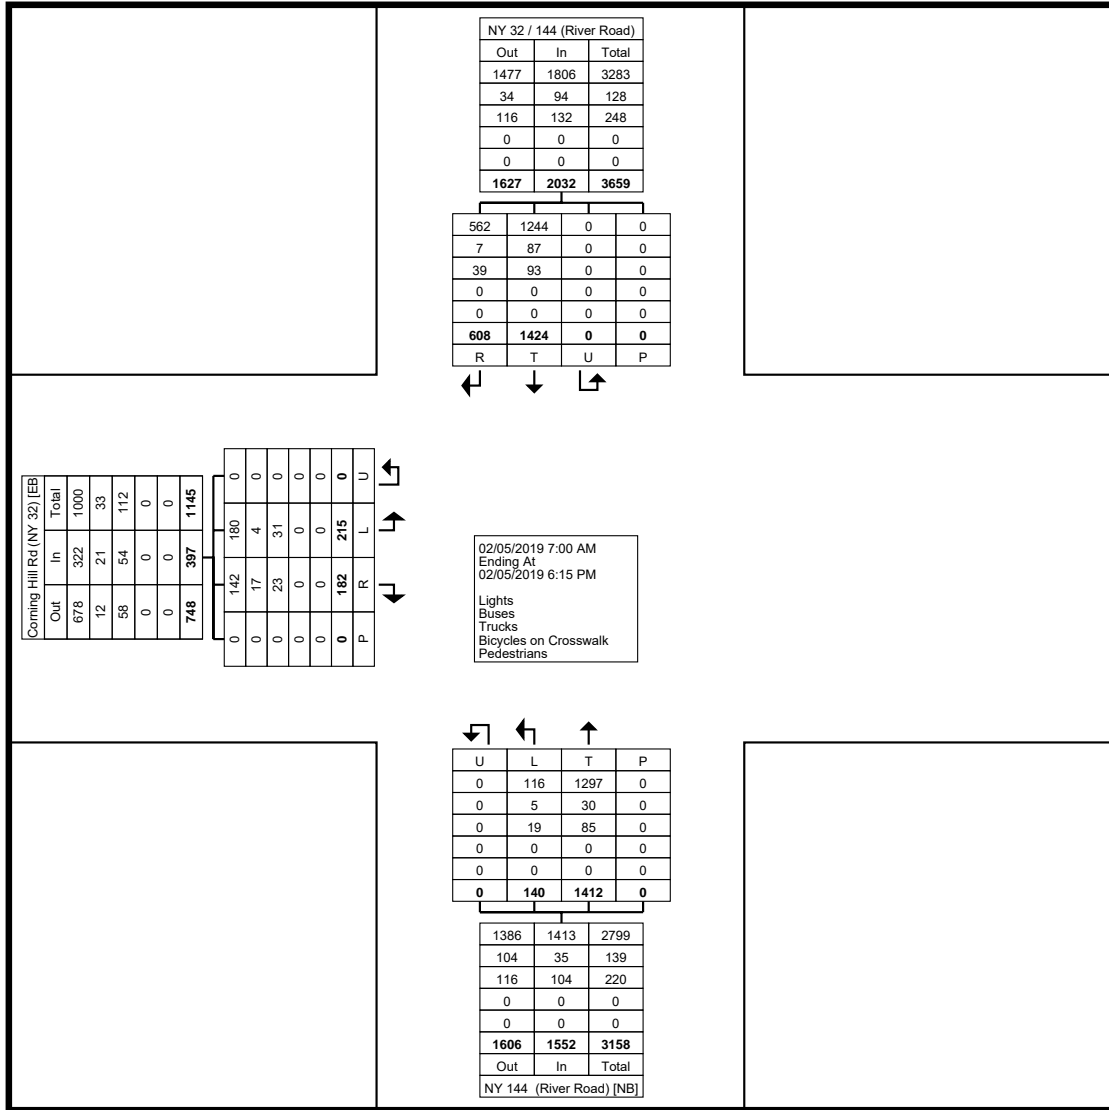 NY 32 / 144 (River Road)
Out In Total
1477 1806 3283
34 94 128
116 132 248
0 0 0
0 0 0
1627 2032 3659
562 1244 0 0
7 87 0 0
39 93 0 0
0 0 0 0
0 0 0 0
608 1424 0 0
R T U P
Corning Hill Rd (NY 32) [EB
Out In Total
678 322 1000
12 21 33
58 54 112
0 0 0
0 0 0
748 397 1145
0 142 180 0
0 17 4 0
0 23 31 0
0 0 0 0
0 0 0 0
0 182 215 0
P R L U
02/05/2019 7:00 AM
Ending At
02/05/2019 6:15 PM
Lights
Buses
Trucks
Bicycles on Crosswalk
Pedestrians
U L T P
0 116 1297 0
0 5 30 0
0 19 85 0
0 0 0 0
0 0 0 0
0 140 1412 0
1386 1413 2799
104 35 139
116 104 220
0 0 0
0 0 0
1606 1552 3158
Out In Total
NY 144 (River Road) [NB]